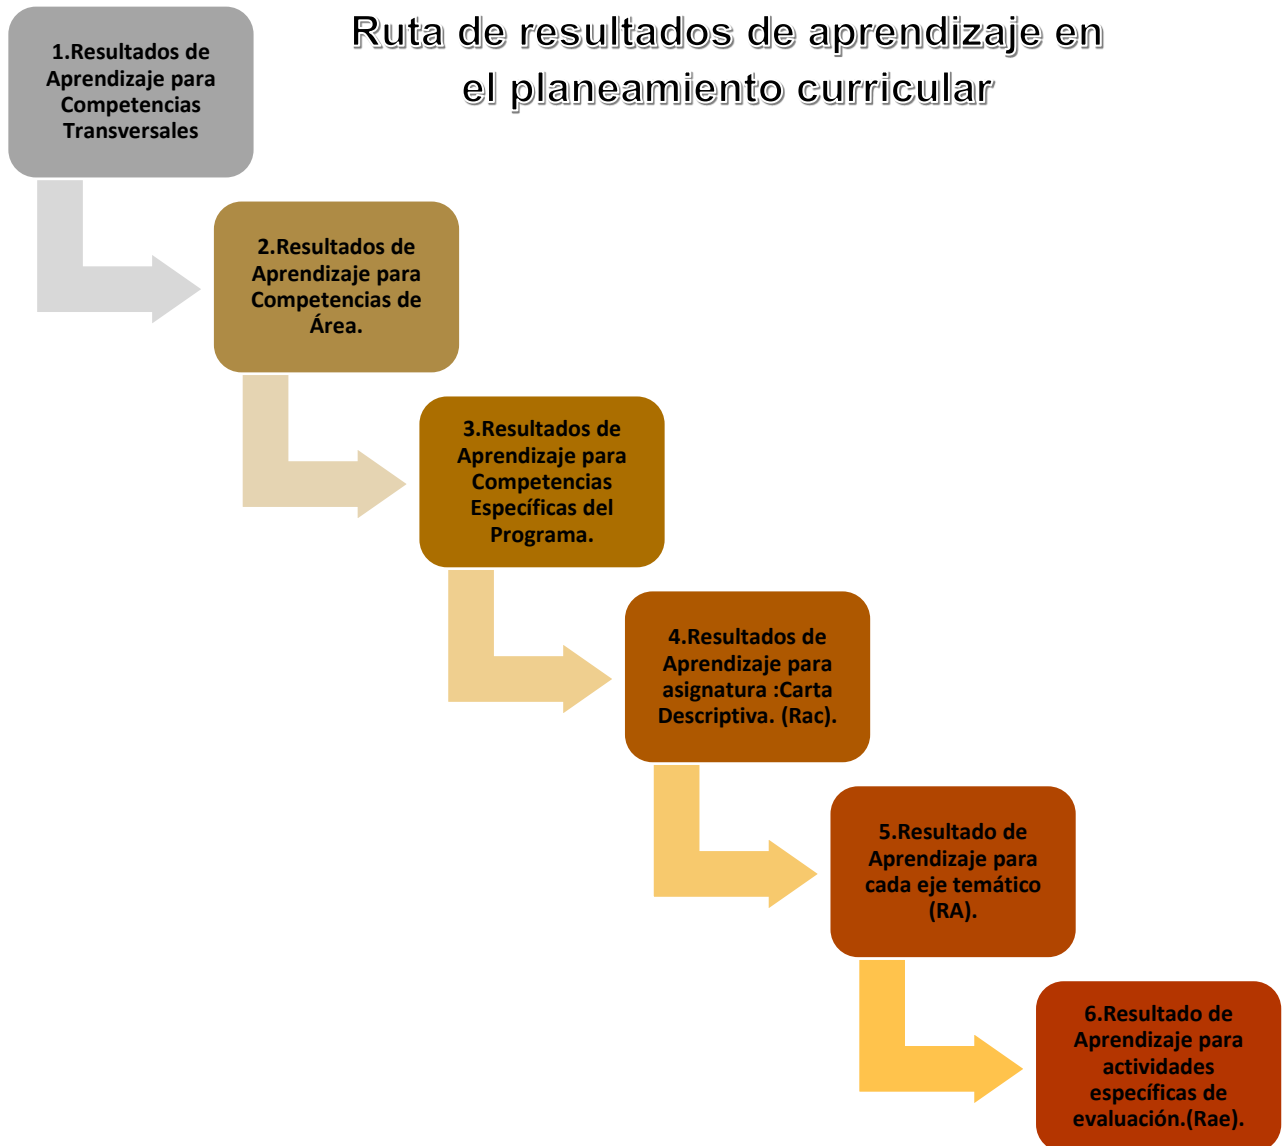 Ruta de resultados de aprendizaje en
el planeamiento curricular
1.Resultados de
Aprendizaje para
Competencias
Transversales
2.Resultados de
Aprendizaje para
Competencias de
Área.
3.Resultados de
Aprendizaje para
Competencias
Específicas del
Programa.
4.Resultados de
Aprendizaje para
asignatura :Carta
Descriptiva. (Rac).
5.Resultado de
Aprendizaje para
cada eje temático
(RA).
6.Resultado de
Aprendizaje para
actividades
específicas de
evaluación.(Rae).